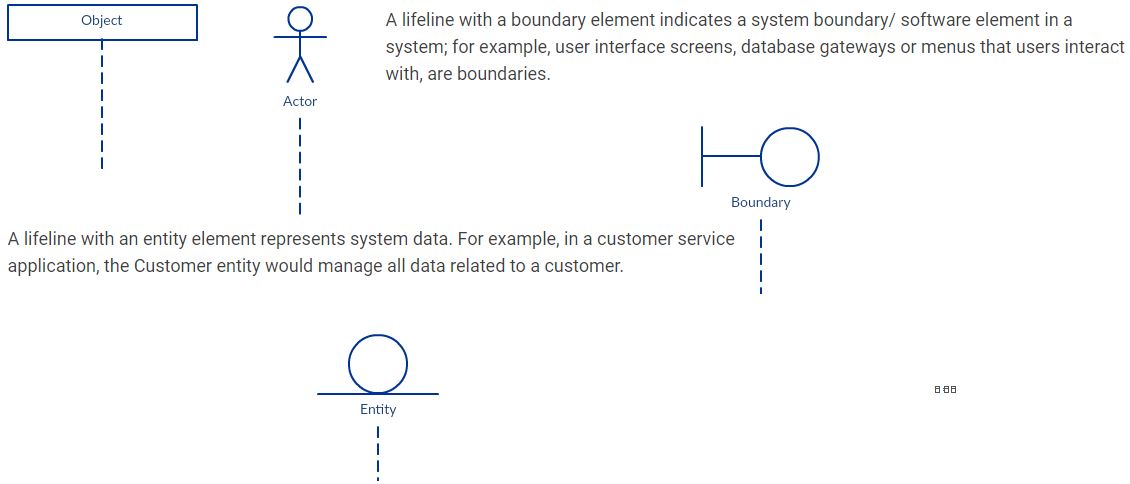 Object
Actor
A lifeline with a boundary element indicates a system boundary/ software element in a
system; for example, user interface screens, database gateways or menus that users interact
with, are boundaries.
Boundary
A lifeline with an entity element represents system data. For example, in a customer service
application, the Customer entity would manage all data related to a customer.
Entity